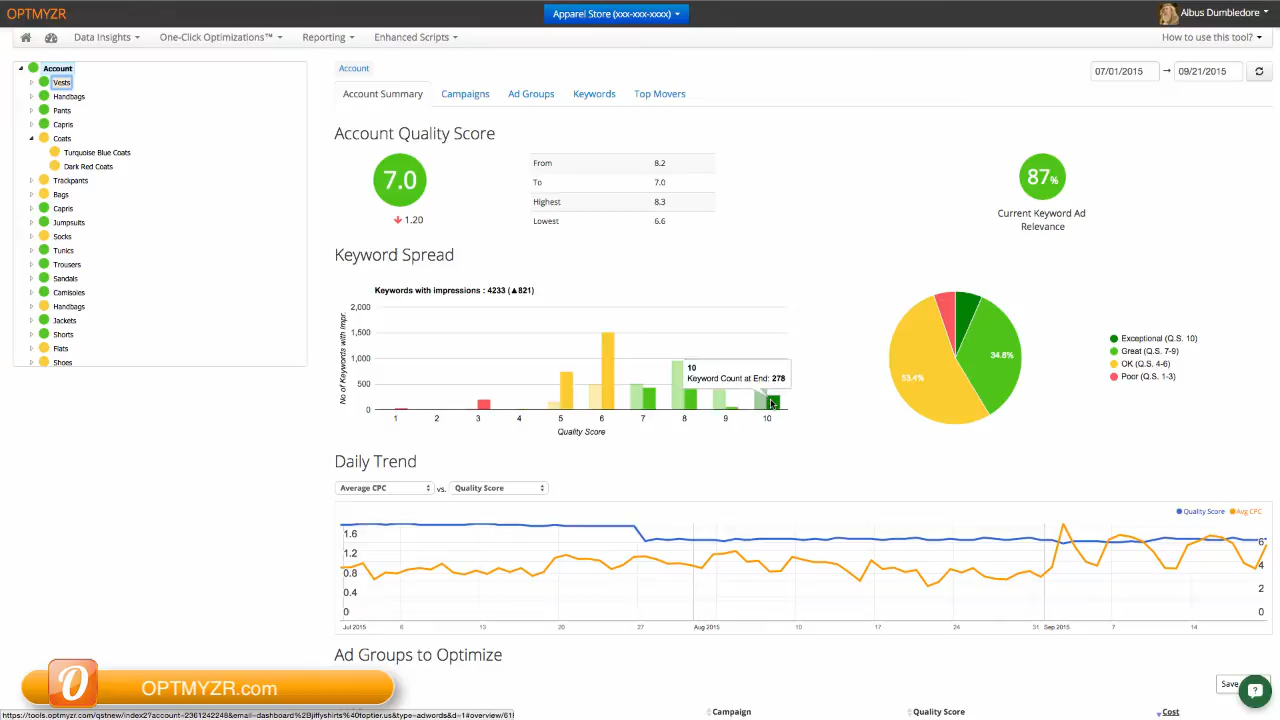 OPTMYZR
Apparel Store (xxx-xxx-xxxx)
Albus Dumbledore
Data Insights
One-Click Optimizations™
Reporting
Enhanced Scripts
How to use this tool?
Account
Vests
Handbags
Pants
Capris
Coats
Turquoise Blue Coats
Dark Red Coats
Trackpants
Bags
Capris
Jumpsuits
Socks
Tunics
Trousers
Sandals
Camisoles
Handbags
Jackets
Shorts
Flats
Shoes
Account
07/01/2015 → 09/21/2015
Account Summary
Campaigns
Ad Groups
Keywords
Top Movers
Account Quality Score
7.0
1.20
From 8.2
To 7.0
Highest 8.3
Lowest 6.6
87%
Current Keyword Ad
Relevance
Keyword Spread
Keywords with impressions : 4233 (▲821)
No of Keywords with Impr.
2,000
1,500
1,000
500
0
1 2 3 4 5 6 7 8 9 10
Quality Score
10
Keyword Count at End: 278
34.8%
53.4%
Exceptional (Q.S. 10)
Great (Q.S. 7-9)
OK (Q.S. 4-6)
Poor (Q.S. 1-3)
Daily Trend
Average CPC vs. Quality Score
Quality Score Avg CPC
1.6
1.2
0.8
0.4
0
6
4
2
0
Jul 2015 6 13 20 27 Aug 2015 10 17 24 31 Sep 2015 7 14
Ad Groups to Optimize
Save
OPTMYZR.com
Campaign
Quality Score
Cost